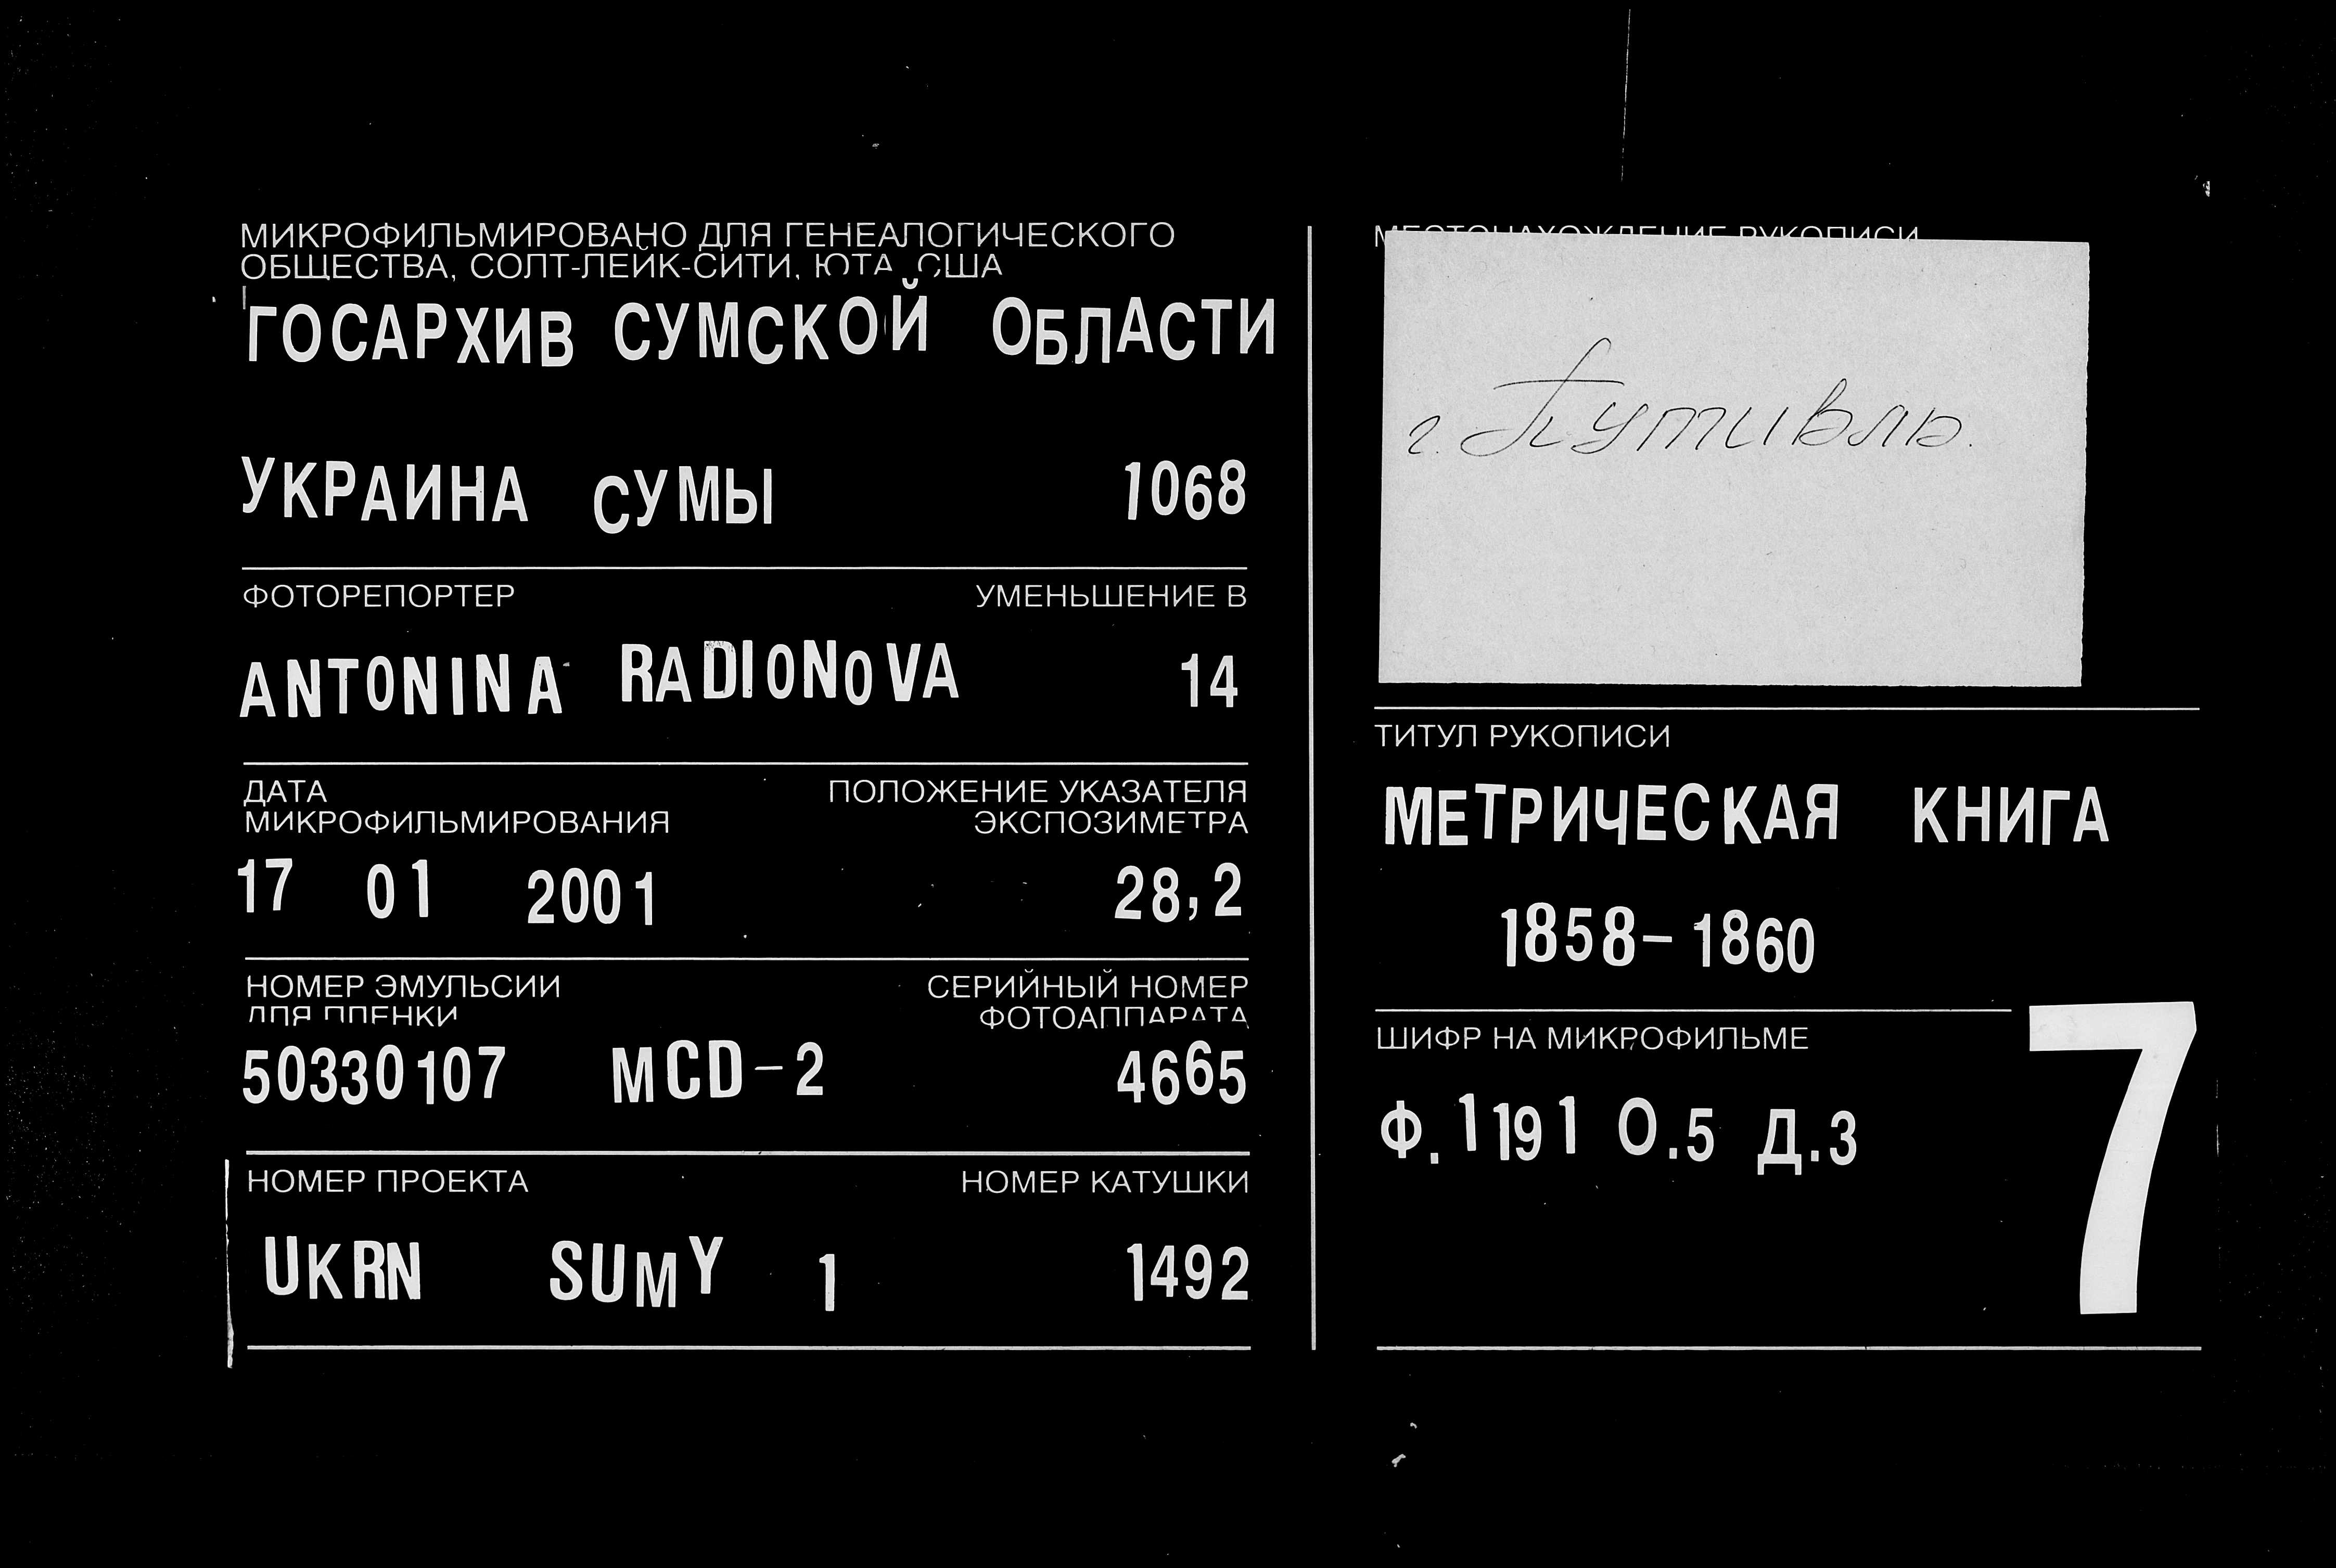 МИКРОФИЛЬМИРОВАНО ДЛЯ ГЕНЕАЛОГИЧЕСКОГО
ОБЩЕСТВА, СОЛТ-ЛЕЙК-СИТИ, ЮТА, США
ГОСАРХИВ СУМСКОЙ ОБЛАСТИ
УКРАИНА СУМЫ 1068
ФОТОРЕПОРТЕР УМЕНЬШЕНИЕ В
ANTONINA RADIONOVA 14
ДАТА ПОЛОЖЕНИЕ УКАЗАТЕЛЯ
МИКРОФИЛЬМИРОВАНИЯ ЭКСПОЗИМЕТРА
17 01 2001 28,2
НОМЕР ЭМУЛЬСИИ СЕРИЙНЫЙ НОМЕР
ДЛЯ ПЛЕНКИ ФОТОАППАРАТА
50330107 MCD-2 4665
НОМЕР ПРОЕКТА НОМЕР КАТУШКИ
UKRN SUMY 1 1492
МЕСТОНАХОЖДЕНИЕ РУКОПИСИ
г. Путивль.
ТИТУЛ РУКОПИСИ
МЕТРИЧЕСКАЯ КНИГА
1858-1860
ШИФР НА МИКРОФИЛЬМЕ
Ф. 1191 О.5 Д.3
7